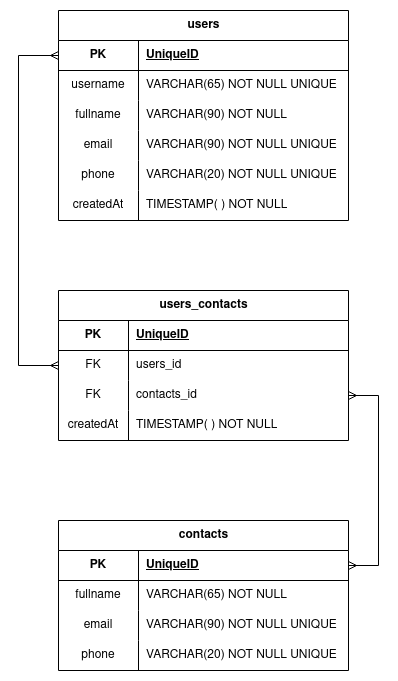 users
PK UniqueID
username VARCHAR(65) NOT NULL UNIQUE
fullname VARCHAR(90) NOT NULL
email VARCHAR(90) NOT NULL UNIQUE
phone VARCHAR(20) NOT NULL UNIQUE
createdAt TIMESTAMP( ) NOT NULL
users_contacts
PK UniqueID
FK users_id
FK contacts_id
createdAt TIMESTAMP( ) NOT NULL
contacts
PK UniqueID
fullname VARCHAR(65) NOT NULL
email VARCHAR(90) NOT NULL UNIQUE
phone VARCHAR(20) NOT NULL UNIQUE